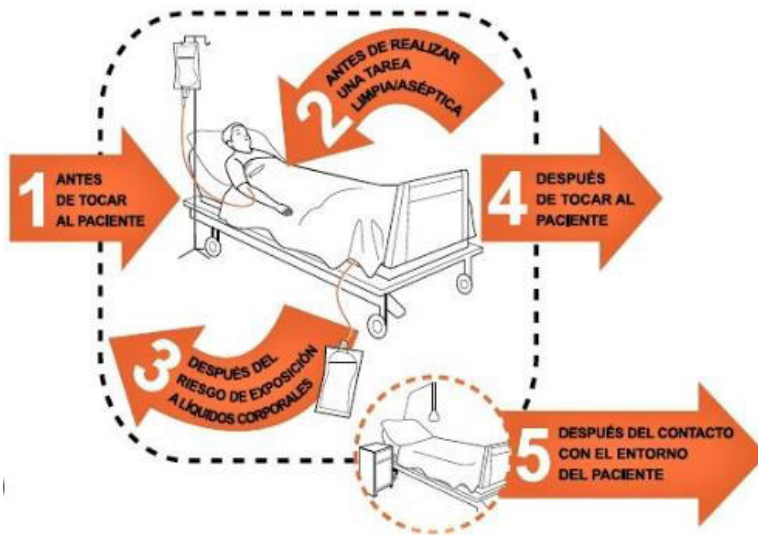 1 ANTES
DE TOCAR
AL PACIENTE
2 ANTES DE REALIZAR
UNA TAREA
LIMPIA/ASÉPTICA
3 DESPUÉS DEL
RIESGO DE EXPOSICIÓN
A LÍQUIDOS CORPORALES
4 DESPUÉS
DE TOCAR AL
PACIENTE
5 DESPUÉS DEL CONTACTO
CON EL ENTORNO
DEL PACIENTE